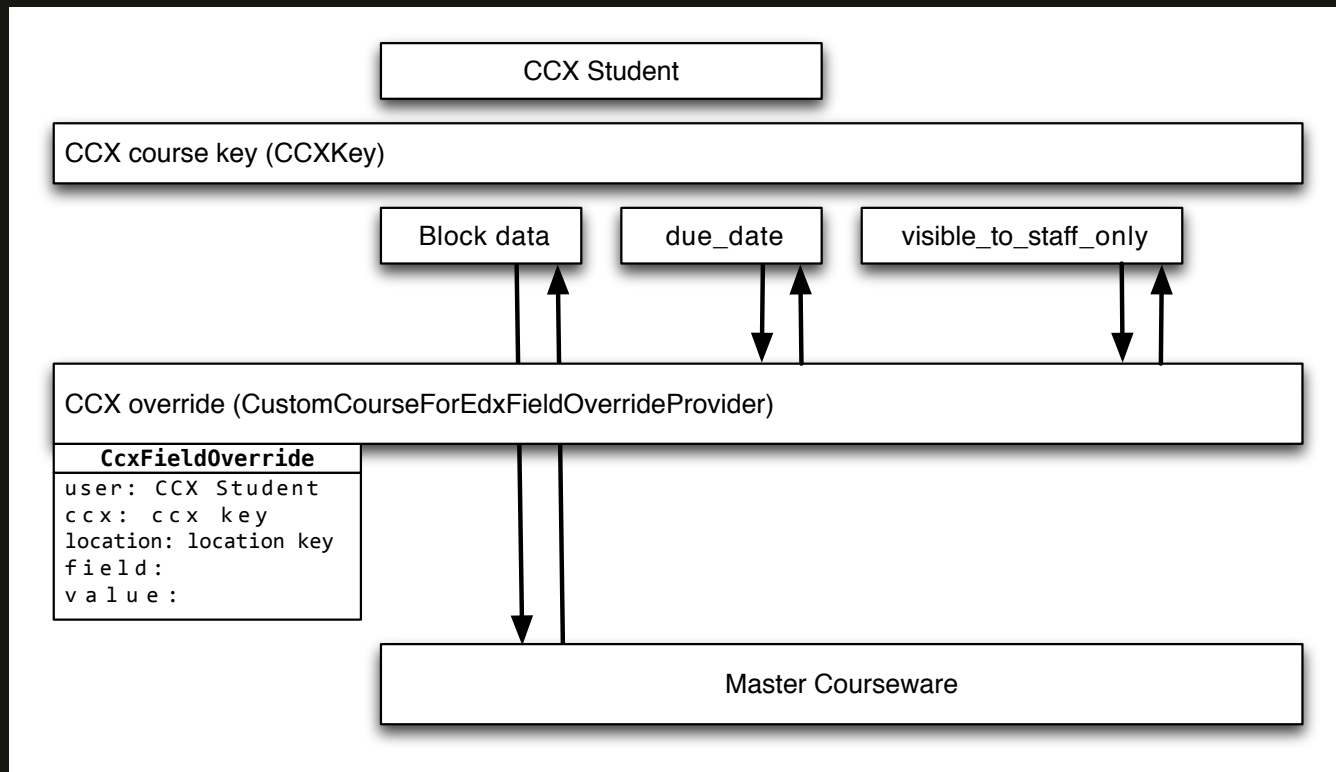 CCX Student
CCX course key (CCXKey)
Block data
due_date
visible_to_staff_only
CCX override (CustomCourseForEdxFieldOverrideProvider)
CcxFieldOverride
user: CCX Student
ccx: ccx key
location: location key
field:
value:
Master Courseware